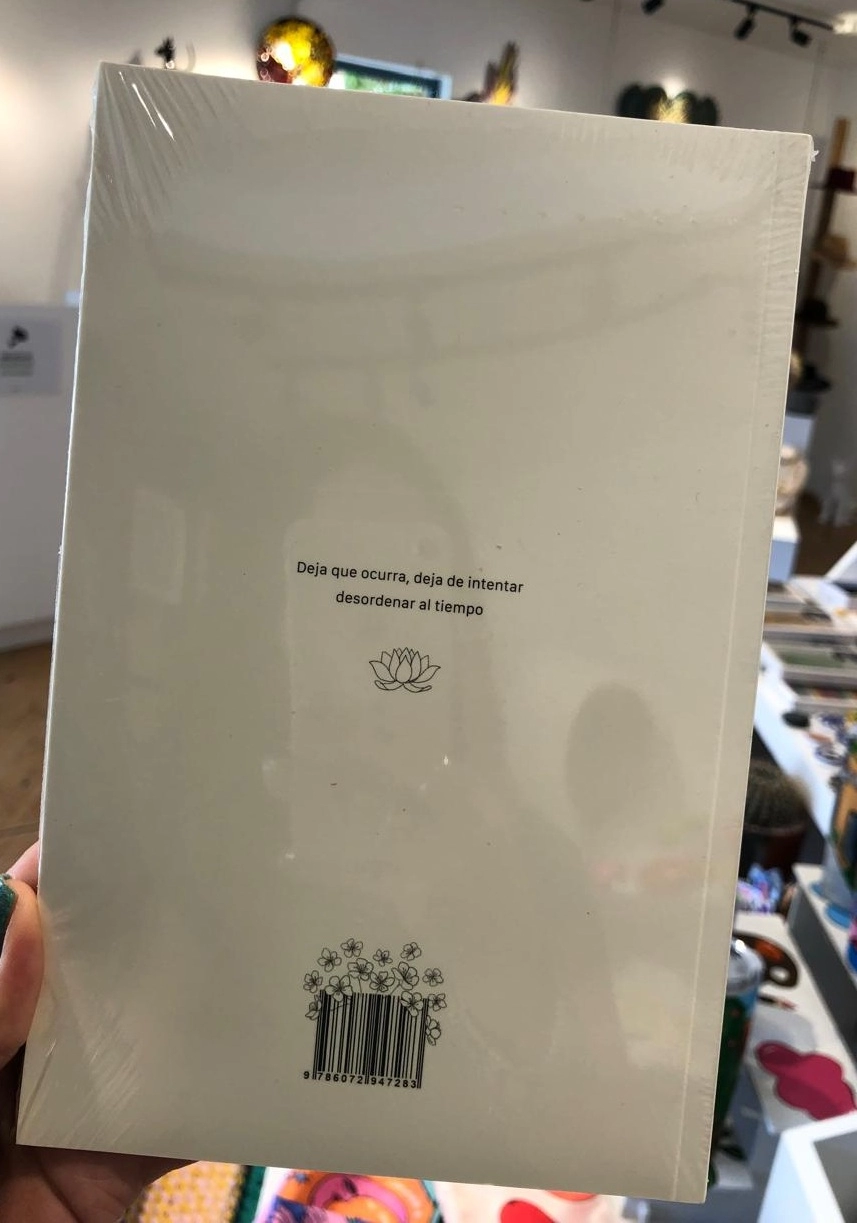 Deja que ocurra, deja de intentar
desordenar al tiempo
9 786072 947283